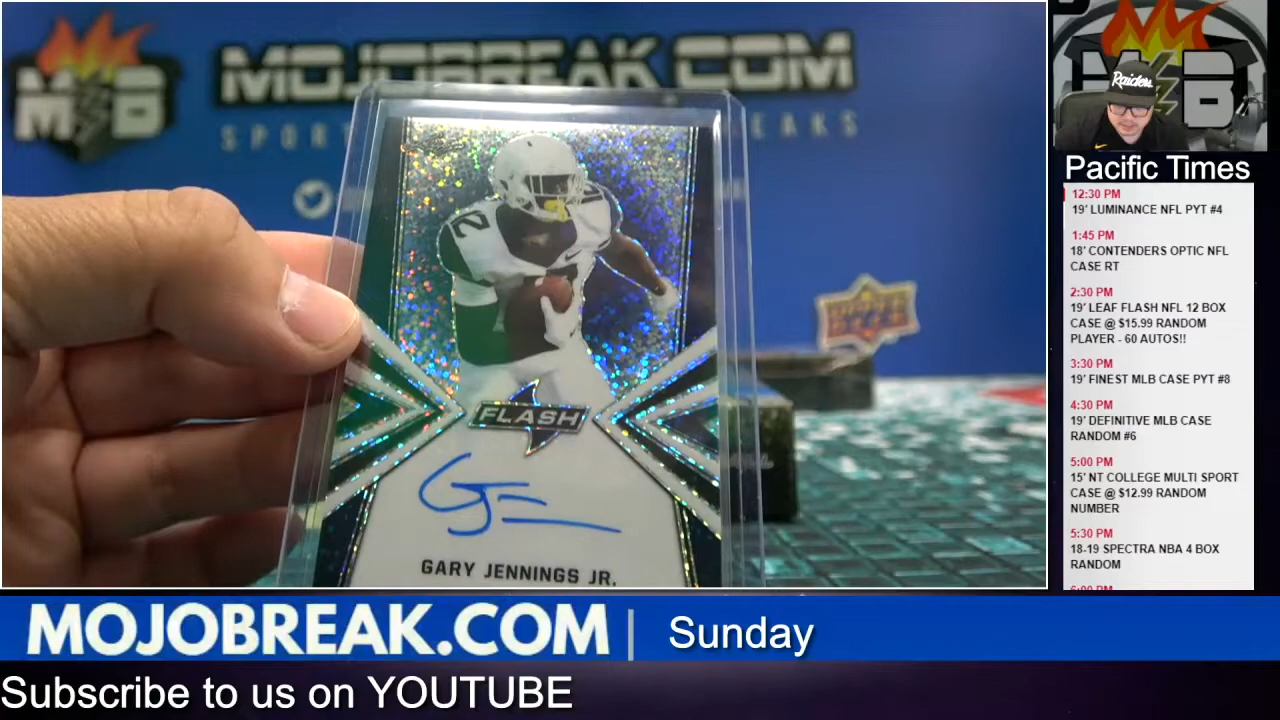 MOJOBREAK.COM
M B
SPORT
EAKS
12
UPPER
FLASH
GARY JENNINGS JR.
Raiders
M B
Pacific Times
12:30 PM
19' LUMINANCE NFL PYT #4
1:45 PM
18' CONTENDERS OPTIC NFL
CASE RT
2:30 PM
19' LEAF FLASH NFL 12 BOX
CASE @ $15.99 RANDOM
PLAYER - 60 AUTOS!!
3:30 PM
19' FINEST MLB CASE PYT #8
4:30 PM
19' DEFINITIVE MLB CASE
RANDOM #6
5:00 PM
15' NT COLLEGE MULTI SPORT
CASE @ $12.99 RANDOM
NUMBER
5:30 PM
18-19 SPECTRA NBA 4 BOX
RANDOM
MOJOBREAK.COM | Sunday
Subscribe to us on YOUTUBE